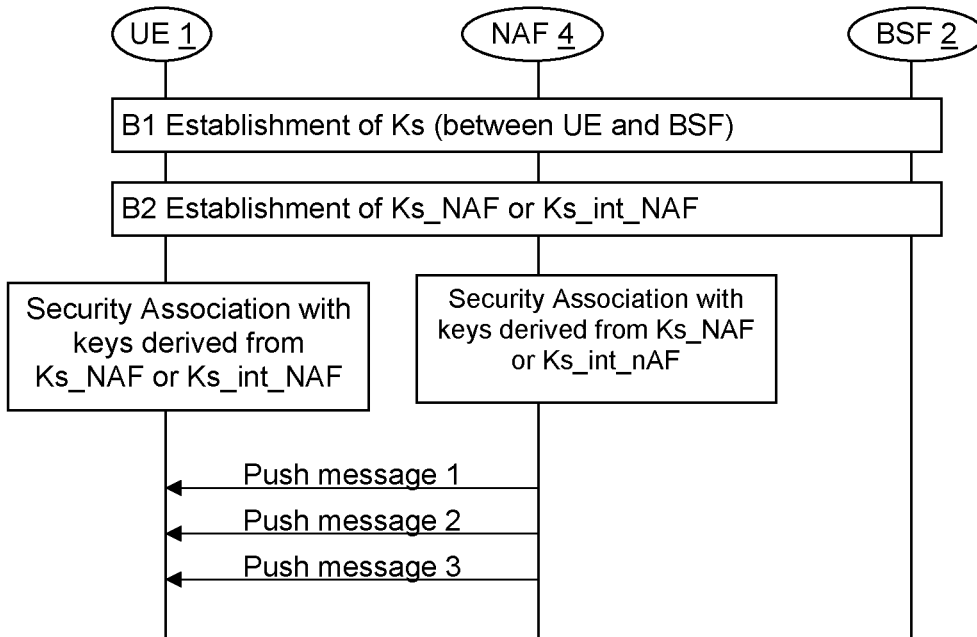 UE 1
NAF 4
BSF 2
B1 Establishment of Ks (between UE and BSF)
B2 Establishment of Ks_NAF or Ks_int_NAF
Security Association with
keys derived from
Ks_NAF or Ks_int_NAF
Security Association with
keys derived from Ks_NAF
or Ks_int_nAF
Push message 1
Push message 2
Push message 3